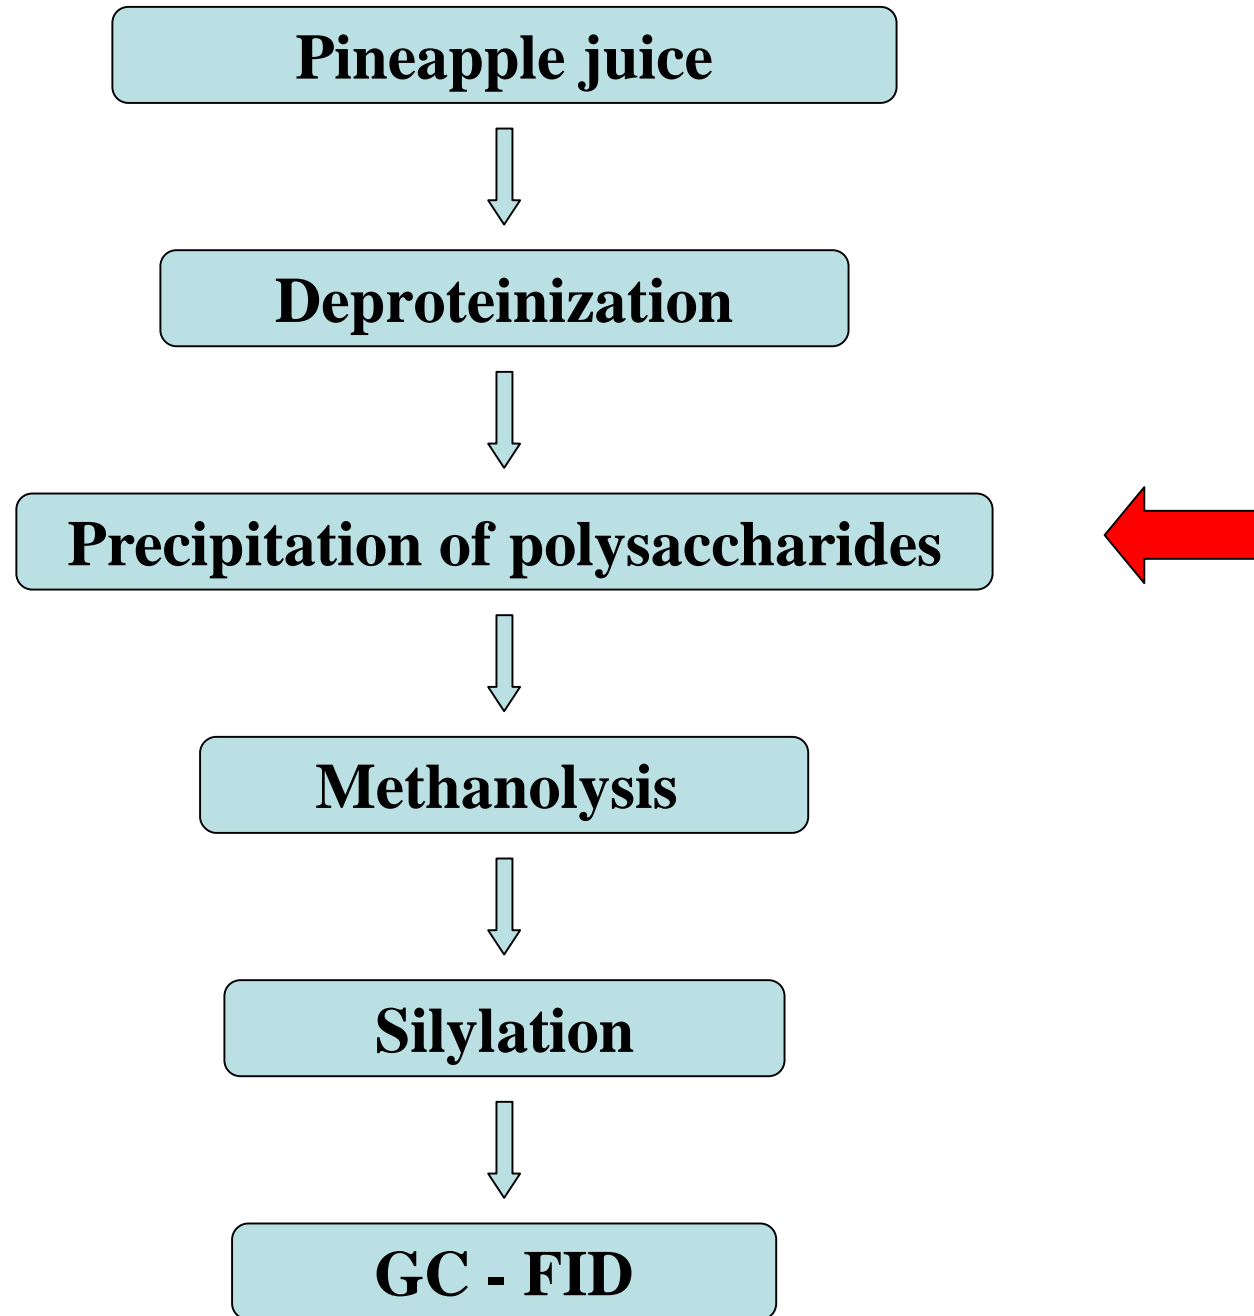 Pineapple juice
Deproteinization
Precipitation of polysaccharides
Methanolysis
Silylation
GC - FID